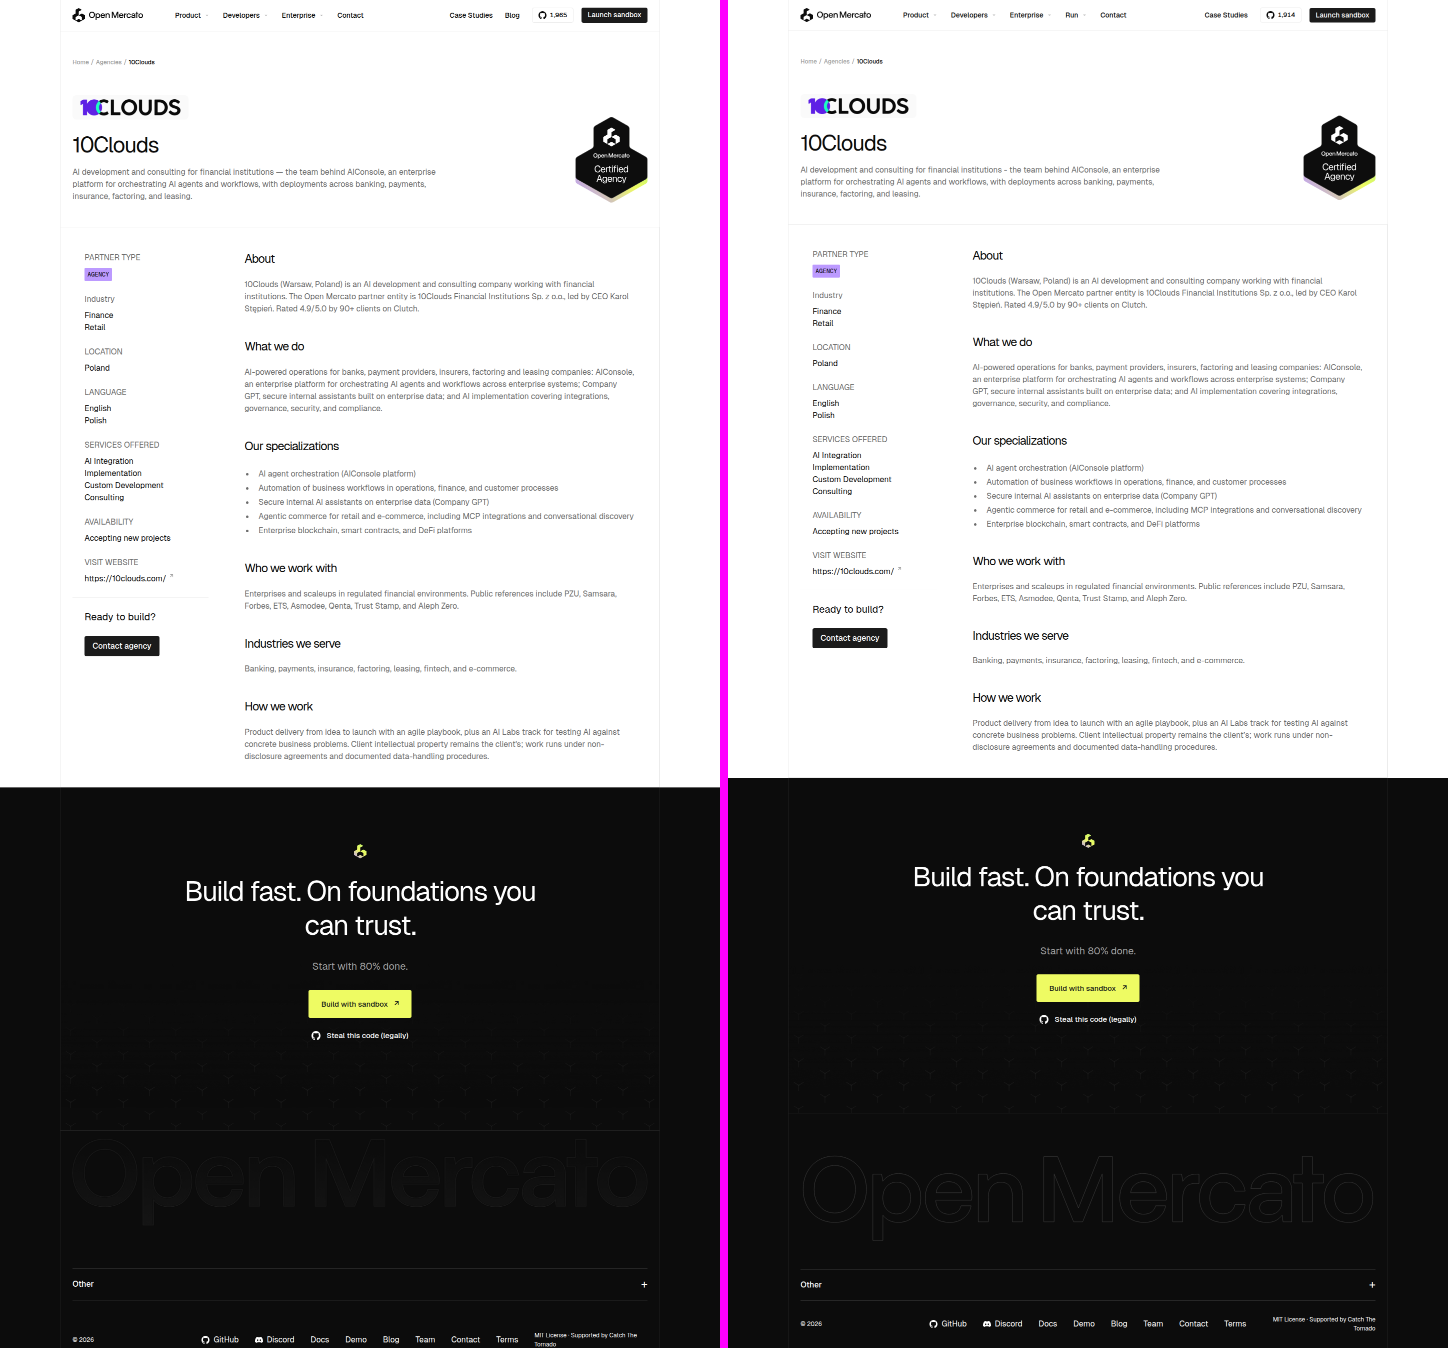 Open Mercato Product Developers Enterprise Contact Case Studies Blog 1,965 Launch sandbox
Home / Agencies / 10Clouds
10CLOUDS
10Clouds
AI development and consulting for financial institutions — the team behind AIConsole, an enterprise
platform for orchestrating AI agents and workflows, with deployments across banking, payments,
insurance, factoring, and leasing.
Open Mercato
Certified
Agency
PARTNER TYPE
AGENCY
Industry
Finance
Retail
LOCATION
Poland
LANGUAGE
English
Polish
SERVICES OFFERED
AI Integration
Implementation
Custom Development
Consulting
AVAILABILITY
Accepting new projects
VISIT WEBSITE
https://10clouds.com/
Ready to build?
Contact agency
About
10Clouds (Warsaw, Poland) is an AI development and consulting company working with financial
institutions. The Open Mercato partner entity is 10Clouds Financial Institutions Sp. z o.o., led by CEO Karol
Stępień. Rated 4.9/5.0 by 90+ clients on Clutch.
What we do
AI-powered operations for banks, payment providers, insurers, factoring and leasing companies: AIConsole,
an enterprise platform for orchestrating AI agents and workflows across enterprise systems; Company
GPT, secure internal assistants built on enterprise data; and AI implementation covering integrations,
governance, security, and compliance.
Our specializations
• AI agent orchestration (AIConsole platform)
• Automation of business workflows in operations, finance, and customer processes
• Secure internal AI assistants on enterprise data (Company GPT)
• Agentic commerce for retail and e-commerce, including MCP integrations and conversational discovery
• Enterprise blockchain, smart contracts, and DeFi platforms
Who we work with
Enterprises and scaleups in regulated financial environments. Public references include PZU, Samsara,
Forbes, ETS, Asmodee, Qenta, Trust Stamp, and Aleph Zero.
Industries we serve
Banking, payments, insurance, factoring, leasing, fintech, and e-commerce.
How we work
Product delivery from idea to launch with an agile playbook, plus an AI Labs track for testing AI against
concrete business problems. Client intellectual property remains the client's; work runs under non-
disclosure agreements and documented data-handling procedures.
Build fast. On foundations you
can trust.
Start with 80% done.
Build with sandbox
Steal this code (legally)
Open Mercato
Other +
© 2026 GitHub Discord Docs Demo Blog Team Contact Terms MIT License · Supported by Catch The
Tornado
Open Mercato Product Developers Enterprise Run Contact Case Studies 1,914 Launch sandbox
Home / Agencies / 10Clouds
10CLOUDS
10Clouds
AI development and consulting for financial institutions - the team behind AIConsole, an enterprise
platform for orchestrating AI agents and workflows, with deployments across banking, payments,
insurance, factoring, and leasing.
Open Mercato
Certified
Agency
PARTNER TYPE
AGENCY
Industry
Finance
Retail
LOCATION
Poland
LANGUAGE
English
Polish
SERVICES OFFERED
AI Integration
Implementation
Custom Development
Consulting
AVAILABILITY
Accepting new projects
VISIT WEBSITE
https://10clouds.com/
Ready to build?
Contact agency
About
10Clouds (Warsaw, Poland) is an AI development and consulting company working with financial
institutions. The Open Mercato partner entity is 10Clouds Financial Institutions Sp. z o.o., led by CEO Karol
Stępień. Rated 4.9/5.0 by 90+ clients on Clutch.
What we do
AI-powered operations for banks, payment providers, insurers, factoring and leasing companies: AIConsole,
an enterprise platform for orchestrating AI agents and workflows across enterprise systems; Company
GPT, secure internal assistants built on enterprise data; and AI implementation covering integrations,
governance, security, and compliance.
Our specializations
• AI agent orchestration (AIConsole platform)
• Automation of business workflows in operations, finance, and customer processes
• Secure internal AI assistants on enterprise data (Company GPT)
• Agentic commerce for retail and e-commerce, including MCP integrations and conversational discovery
• Enterprise blockchain, smart contracts, and DeFi platforms
Who we work with
Enterprises and scaleups in regulated financial environments. Public references include PZU, Samsara,
Forbes, ETS, Asmodee, Qenta, Trust Stamp, and Aleph Zero.
Industries we serve
Banking, payments, insurance, factoring, leasing, fintech, and e-commerce.
How we work
Product delivery from idea to launch with an agile playbook, plus an AI Labs track for testing AI against
concrete business problems. Client intellectual property remains the client's; work runs under non-
disclosure agreements and documented data-handling procedures.
Build fast. On foundations you
can trust.
Start with 80% done.
Build with sandbox
Steal this code (legally)
Open Mercato
Other +
© 2026 GitHub Discord Docs Demo Blog Team Contact Terms MIT License · Supported by Catch The
Tornado